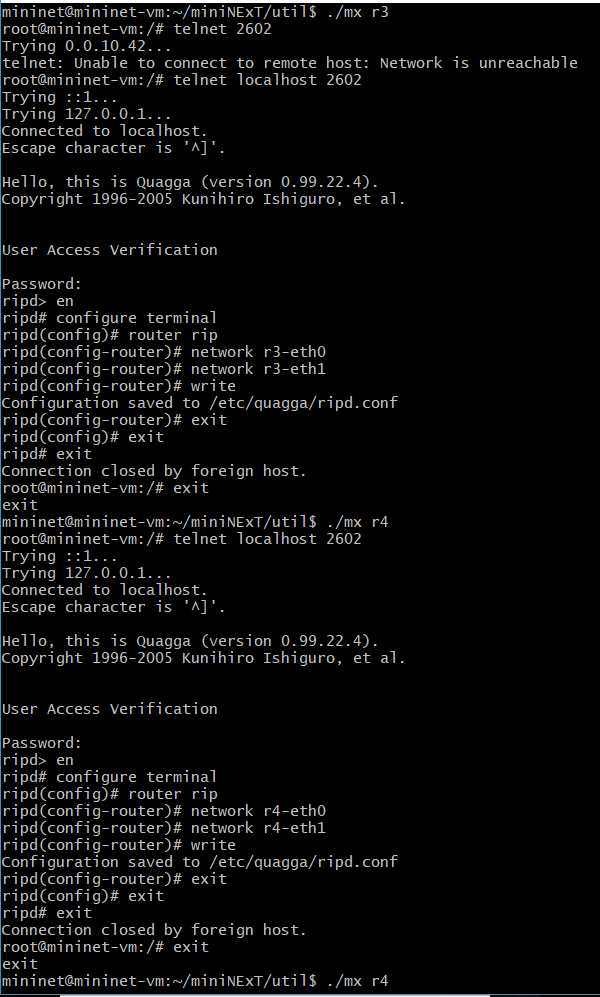 mininet@mininet-vm:~/miniNExT/util$ ./mx r3
root@mininet-vm:/# telnet 2602
Trying 0.0.10.42...
telnet: Unable to connect to remote host: Network is unreachable
root@mininet-vm:/# telnet localhost 2602
Trying ::1...
Trying 127.0.0.1...
Connected to localhost.
Escape character is '^]'.
Hello, this is Quagga (version 0.99.22.4).
Copyright 1996-2005 Kunihiro Ishiguro, et al.
User Access Verification
Password:
ripd> en
ripd# configure terminal
ripd(config)# router rip
ripd(config-router)# network r3-eth0
ripd(config-router)# network r3-eth1
ripd(config-router)# write
Configuration saved to /etc/quagga/ripd.conf
ripd(config-router)# exit
ripd(config)# exit
ripd# exit
Connection closed by foreign host.
root@mininet-vm:/# exit
exit
mininet@mininet-vm:~/miniNExT/util$ ./mx r4
root@mininet-vm:/# telnet localhost 2602
Trying ::1...
Trying 127.0.0.1...
Connected to localhost.
Escape character is '^]'.
Hello, this is Quagga (version 0.99.22.4).
Copyright 1996-2005 Kunihiro Ishiguro, et al.
User Access Verification
Password:
ripd> en
ripd# configure terminal
ripd(config)# router rip
ripd(config-router)# network r4-eth0
ripd(config-router)# network r4-eth1
ripd(config-router)# write
Configuration saved to /etc/quagga/ripd.conf
ripd(config-router)# exit
ripd(config)# exit
ripd# exit
Connection closed by foreign host.
root@mininet-vm:/# exit
exit
mininet@mininet-vm:~/miniNExT/util$ ./mx r4